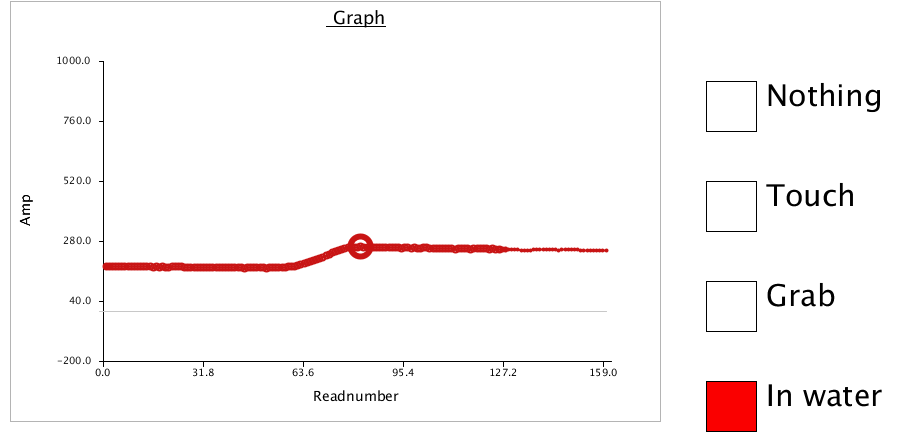 Graph
1000.0
760.0
520.0
280.0
40.0
-200.0
Amp
0.0 31.8 63.6 95.4 127.2 159.0
Readnumber
Nothing
Touch
Grab
In water